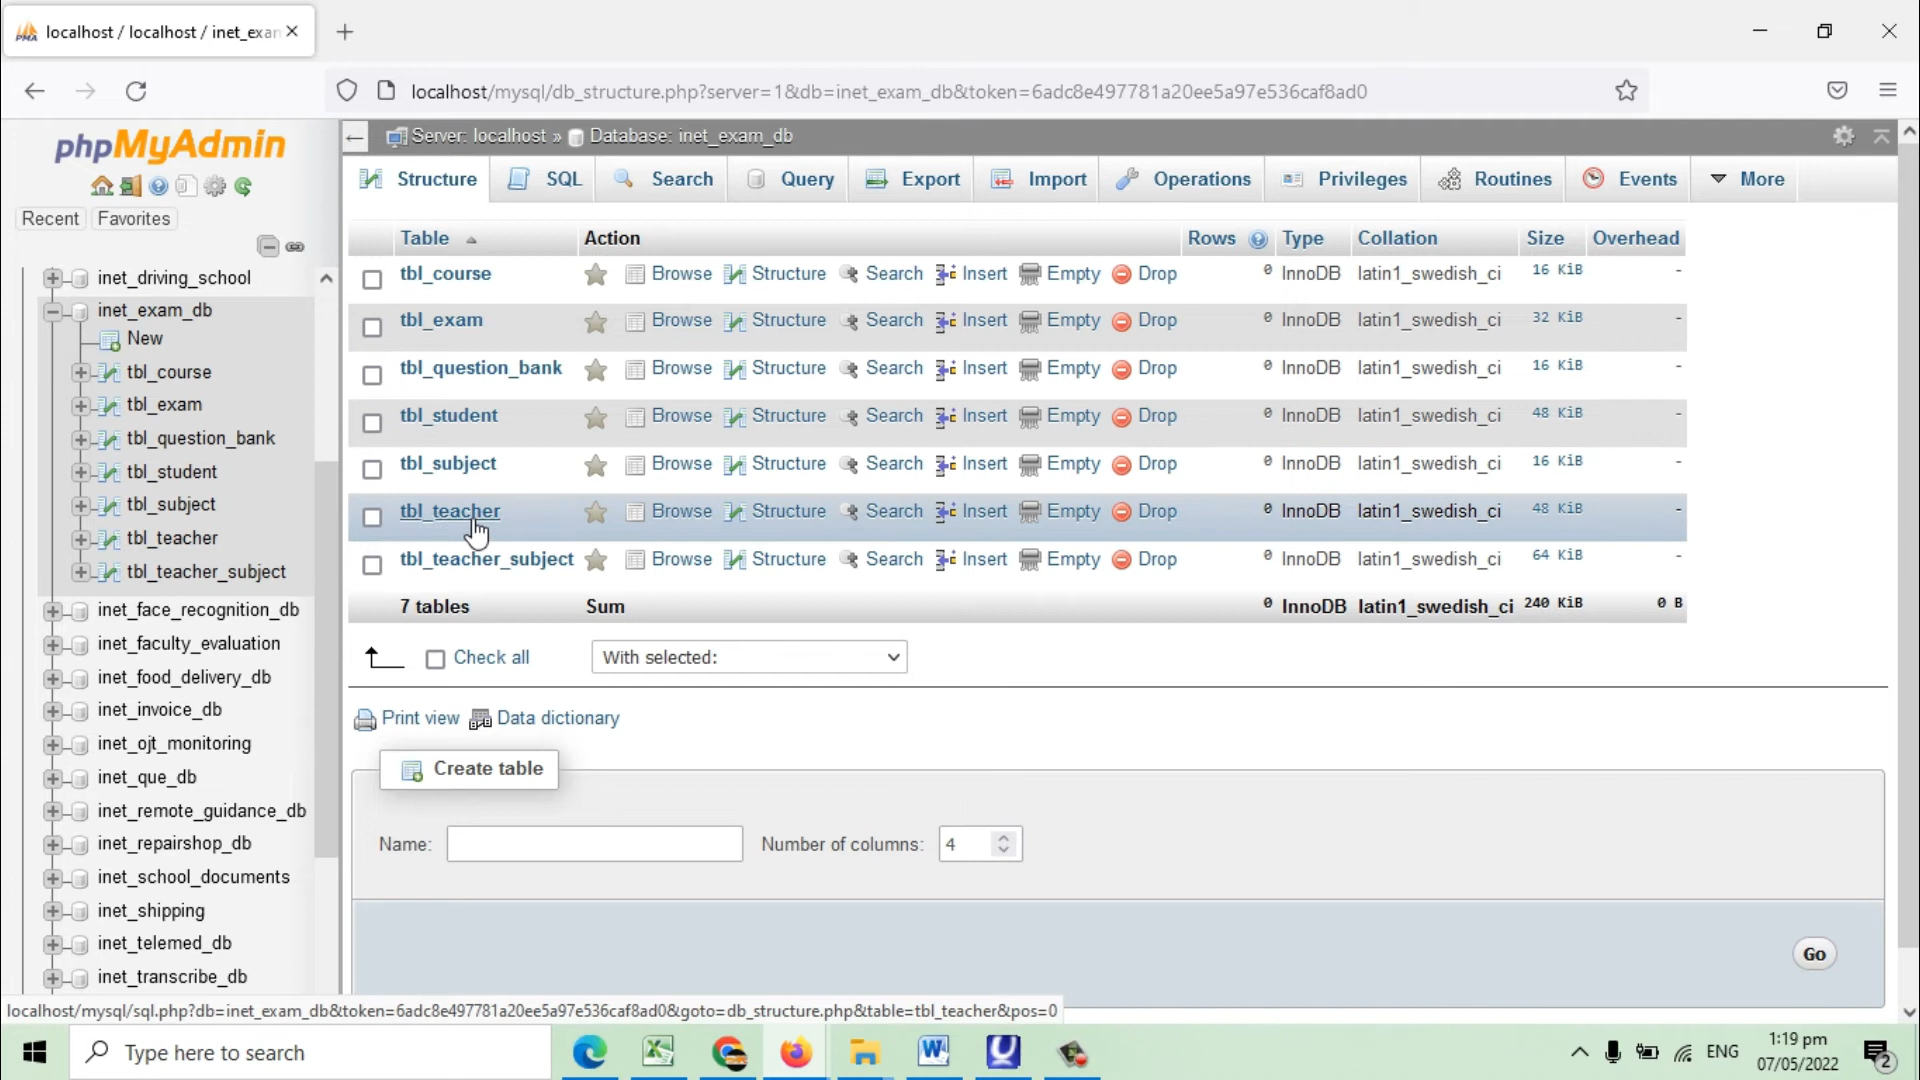 localhost / localhost / inet_exan
localhost/mysql/db_structure.php?server=1&db=inet_exam_db&token=6adc8e497781a20ee5a97e536caf8ad0
phpMyAdmin
Recent Favorites
inet_driving_school
inet_exam_db
New
tbl_course
tbl_exam
tbl_question_bank
tbl_student
tbl_subject
tbl_teacher
tbl_teacher_subject
inet_face_recognition_db
inet_faculty_evaluation
inet_food_delivery_db
inet_invoice_db
inet_ojt_monitoring
inet_que_db
inet_remote_guidance_db
inet_repairshop_db
inet_school_documents
inet_shipping
inet_telemed_db
inet_transcribe_db
Server: localhost » Database: inet_exam_db
Structure SQL Search Query Export Import Operations Privileges Routines Events More
Table Action Rows Type Collation Size Overhead
tbl_course Browse Structure Search Insert Empty Drop 0 InnoDB latin1_swedish_ci 16 KiB -
tbl_exam Browse Structure Search Insert Empty Drop 0 InnoDB latin1_swedish_ci 32 KiB -
tbl_question_bank Browse Structure Search Insert Empty Drop 0 InnoDB latin1_swedish_ci 16 KiB -
tbl_student Browse Structure Search Insert Empty Drop 0 InnoDB latin1_swedish_ci 48 KiB -
tbl_subject Browse Structure Search Insert Empty Drop 0 InnoDB latin1_swedish_ci 16 KiB -
tbl_teacher Browse Structure Search Insert Empty Drop 0 InnoDB latin1_swedish_ci 48 KiB -
tbl_teacher_subject Browse Structure Search Insert Empty Drop 0 InnoDB latin1_swedish_ci 64 KiB -
7 tables Sum 0 InnoDB latin1_swedish_ci 240 KiB 0 B
Check all With selected:
Print view Data dictionary
Create table
Name: Number of columns: 4
Go
localhost/mysql/sql.php?db=inet_exam_db&token=6adc8e497781a20ee5a97e536caf8ad0&goto=db_structure.php&table=tbl_teacher&pos=0
Type here to search
ENG
1:19 pm
07/05/2022
2